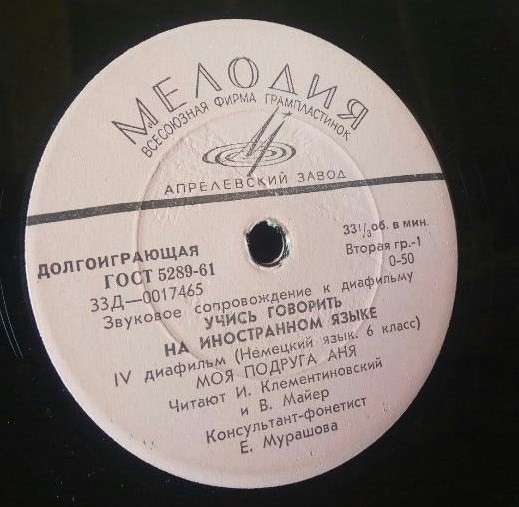 МЕЛОДИЯ
ВСЕСОЮЗНАЯ ФИРМА ГРАМПЛАСТИНОК
АПРЕЛЕВСКИЙ ЗАВОД
ДОЛГОИГРАЮЩАЯ
ГОСТ 5289-61
33Д—0017465
33⅓ об. в мин.
Вторая гр.-1
0-50
Звуковое сопровождение к диафильму
УЧИСЬ ГОВОРИТЬ
НА ИНОСТРАННОМ ЯЗЫКЕ
IV диафильм (Немецкий язык. 6 класс)
МОЯ ПОДРУГА АНЯ
Читают И. Клементиновский
и В. Майер
Консультант-фонетист
Е. Мурашова